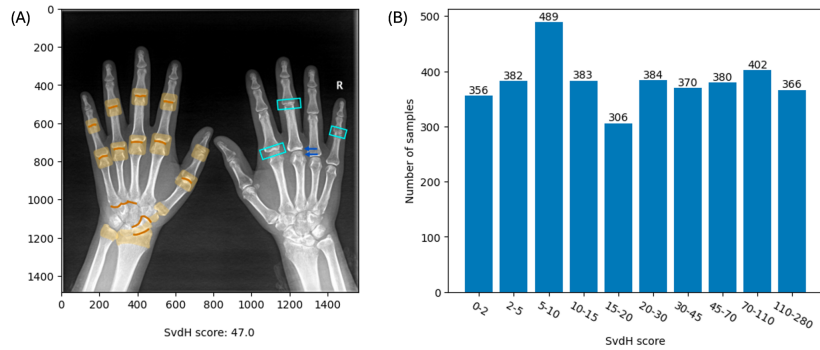 (A)
0
200
400
600
800
1000
1200
1400
R
0 200 400 600 800 1000 1200 1400
SvdH score: 47.0
(B)
Number of samples
500
400
300
200
100
0
356 382 489 383 306 384 370 380 402 366
0-2 2-5 5-10 10-15 15-20 20-30 30-45 45-70 70-110 110-280
SvdH score